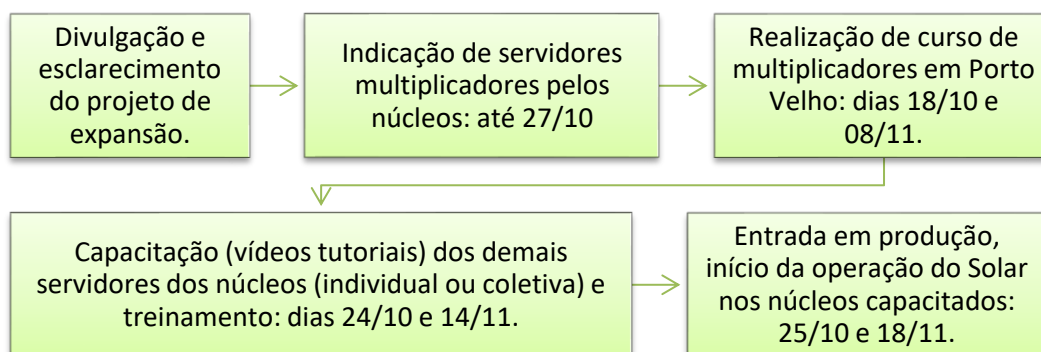 Divulgação e
esclarecimento
do projeto de
expansão.
Indicação de servidores
multiplicadores pelos
núcleos: até 27/10
Realização de curso de
multiplicadores em Porto
Velho: dias 18/10 e
08/11.
Capacitação (vídeos tutoriais) dos demais
servidores dos núcleos (individual ou coletiva) e
treinamento: dias 24/10 e 14/11.
Entrada em produção,
início da operação do Solar
nos núcleos capacitados:
25/10 e 18/11.